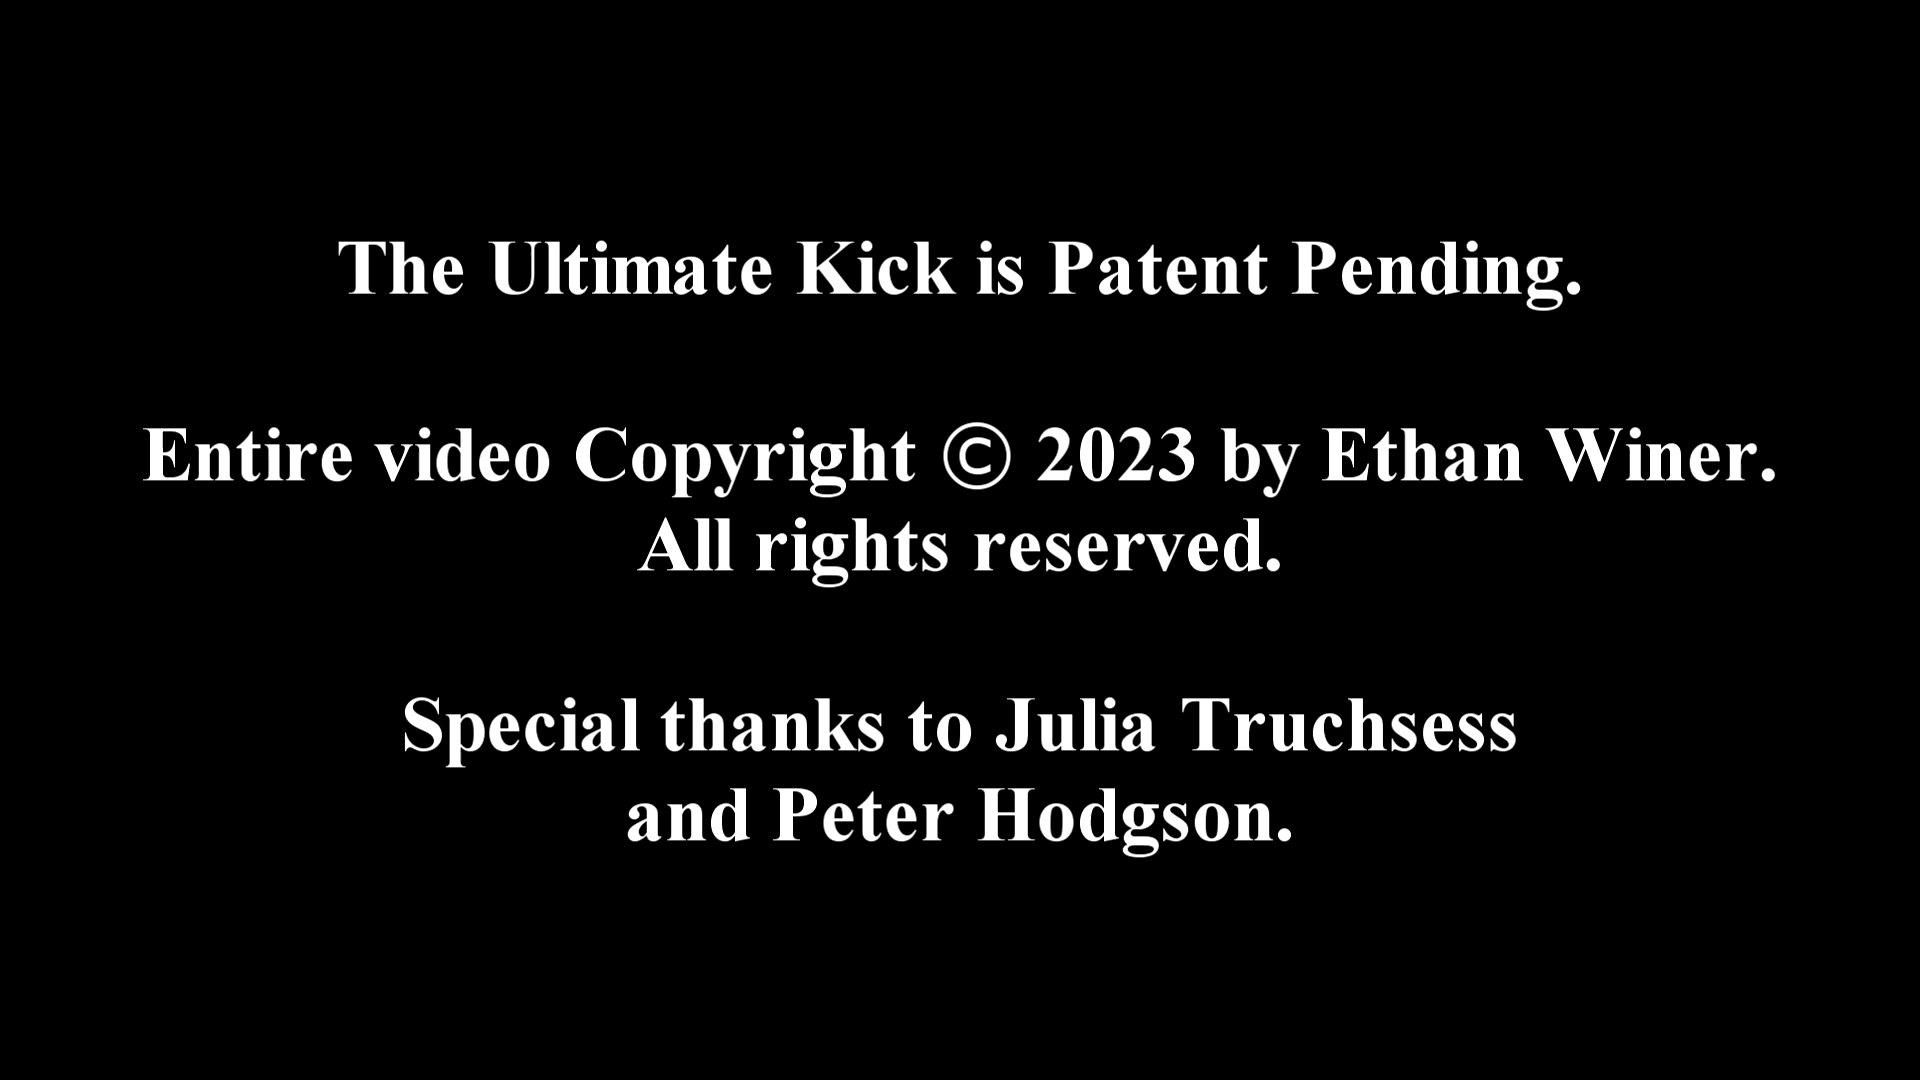 The Ultimate Kick is Patent Pending.
Entire video Copyright © 2023 by Ethan Winer.
All rights reserved.
Special thanks to Julia Truchsess
and Peter Hodgson.